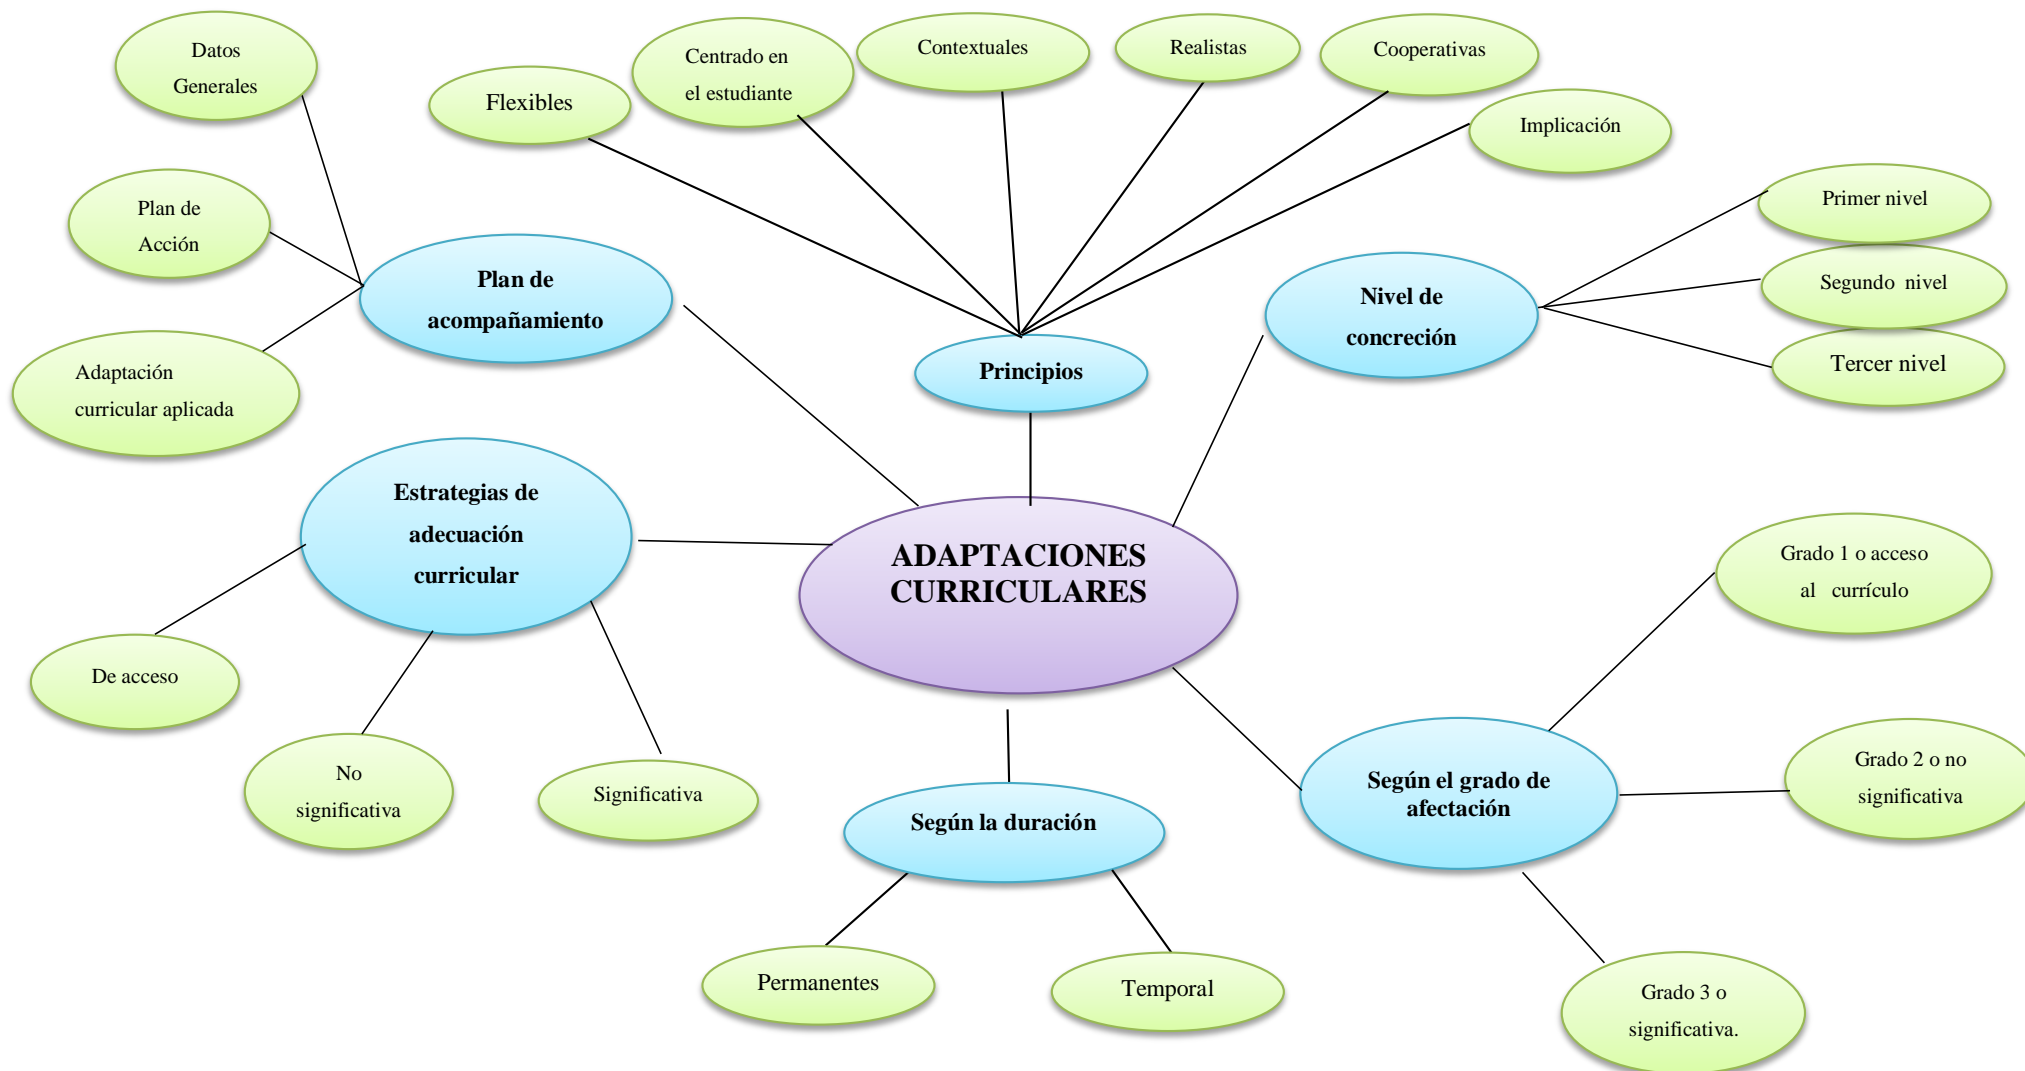 Datos
Generales
Flexibles
Centrado en
el estudiante
Contextuales
Realistas
Cooperativas
Implicación
Plan de
Acción
Adaptación
curricular aplicada
Plan de
acompañamiento
Principios
Nivel de
concreción
Primer nivel
Segundo nivel
Tercer nivel
Estrategias de
adecuación
curricular
ADAPTACIONES
CURRICULARES
Grado 1 o acceso
al currículo
De acceso
No
significativa
Significativa
Según la duración
Según el grado de
afectación
Grado 2 o no
significativa
Permanentes
Temporal
Grado 3 o
significativa.